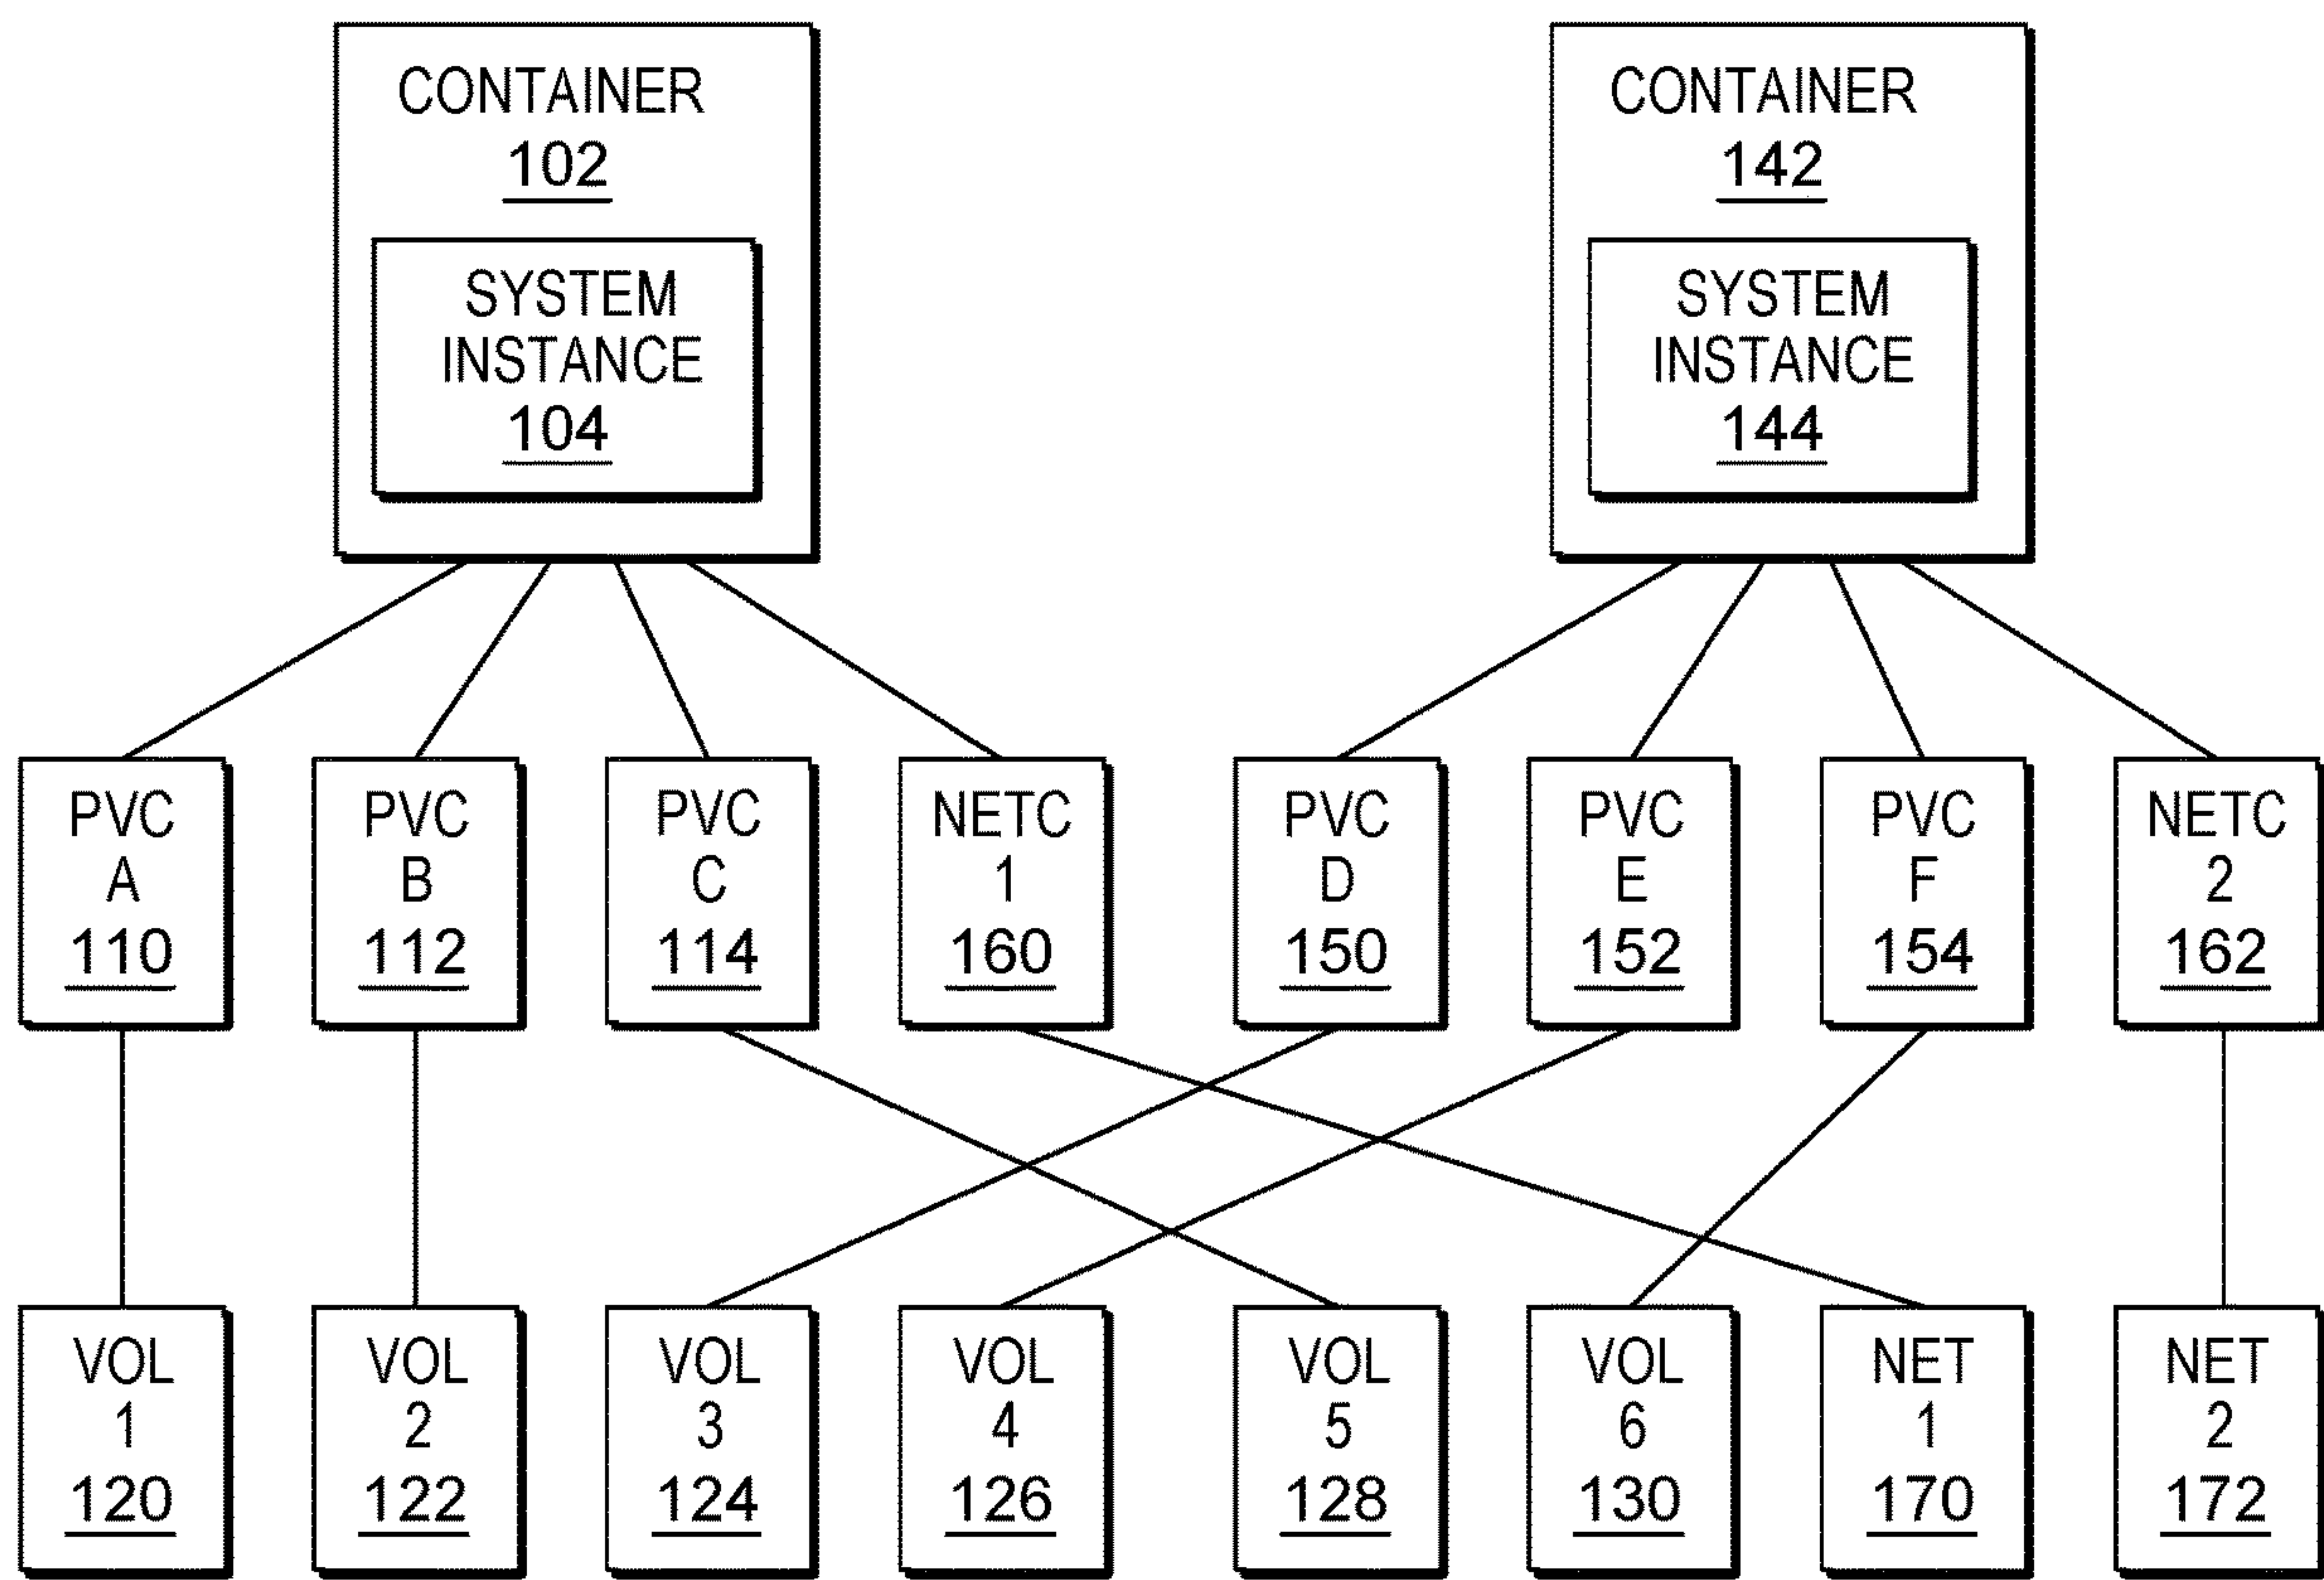 CONTAINER
102
SYSTEM
INSTANCE
104
CONTAINER
142
SYSTEM
INSTANCE
144
PVC
A
110
PVC
B
112
PVC
C
114
NETC
1
160
PVC
D
150
PVC
E
152
PVC
F
154
NETC
2
162
VOL
1
120
VOL
2
122
VOL
3
124
VOL
4
126
VOL
5
128
VOL
6
130
NET
1
170
NET
2
172